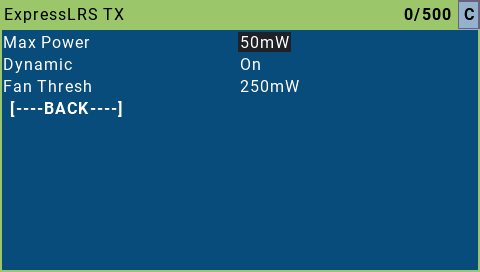 ExpressLRS TX 0/500 C
Max Power 50mW
Dynamic On
Fan Thresh 250mW
[----BACK----]